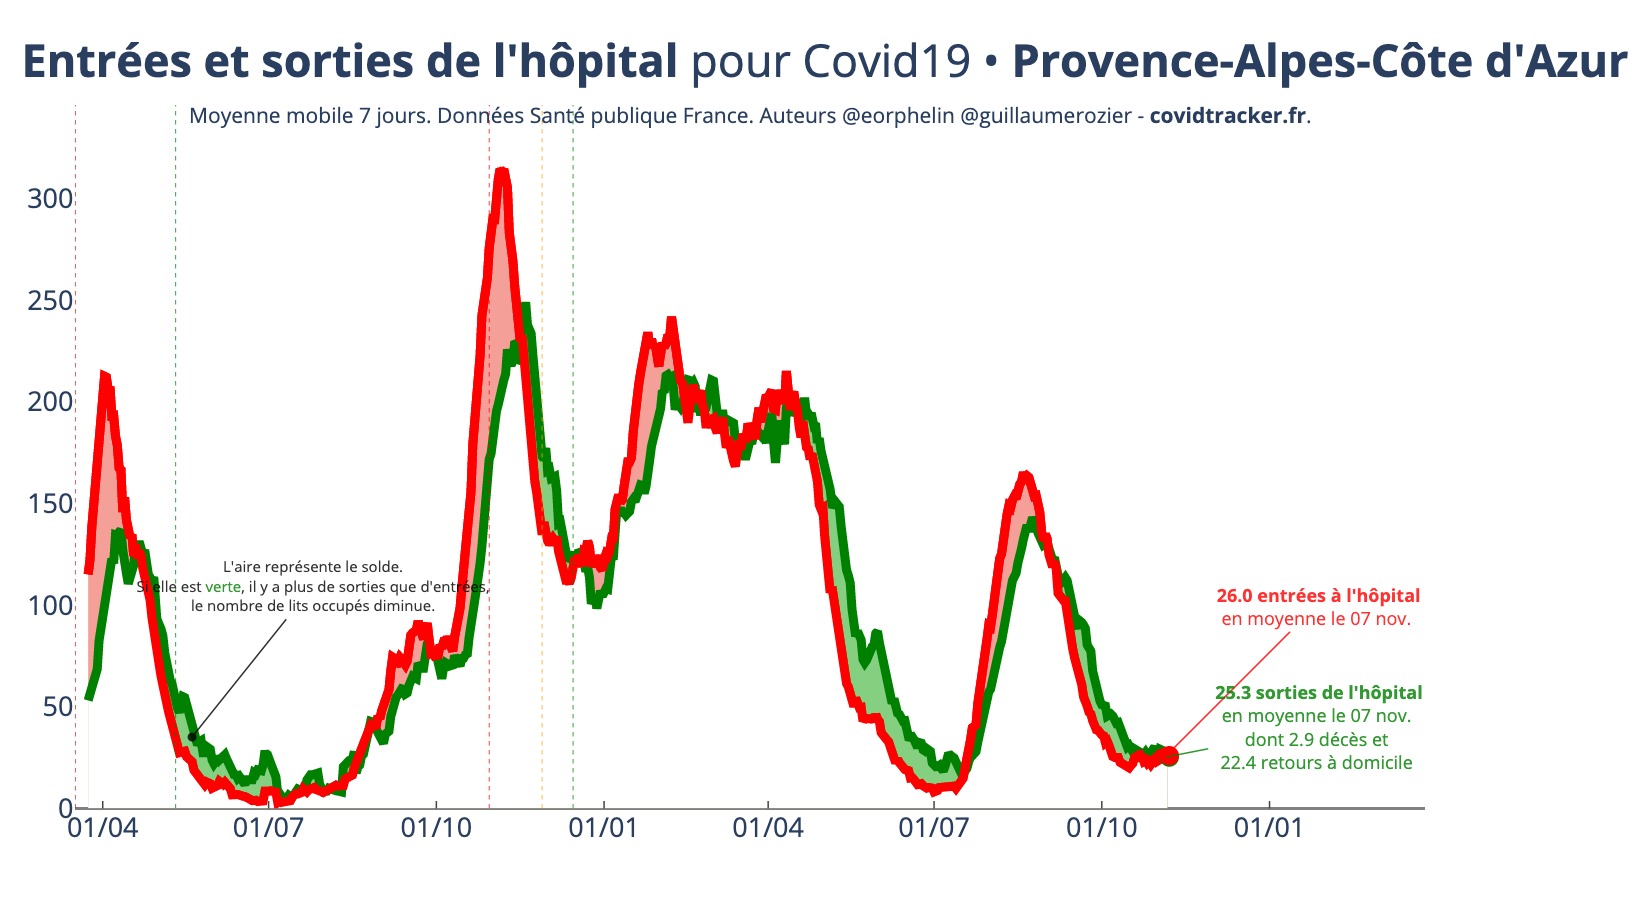 Entrées et sorties de l'hôpital pour Covid19 • Provence-Alpes-Côte d'Azur
Moyenne mobile 7 jours. Données Santé publique France. Auteurs @eorphelin @guillaumerozier - covidtracker.fr.
300
250
200
150
100
50
0
L'aire représente le solde.
Si elle est verte, il y a plus de sorties que d'entrées,
le nombre de lits occupés diminue.
26.0 entrées à l'hôpital
en moyenne le 07 nov.
25.3 sorties de l'hôpital
en moyenne le 07 nov.
dont 2.9 décès et
22.4 retours à domicile
01/04 01/07 01/10 01/01 01/04 01/07 01/10 01/01